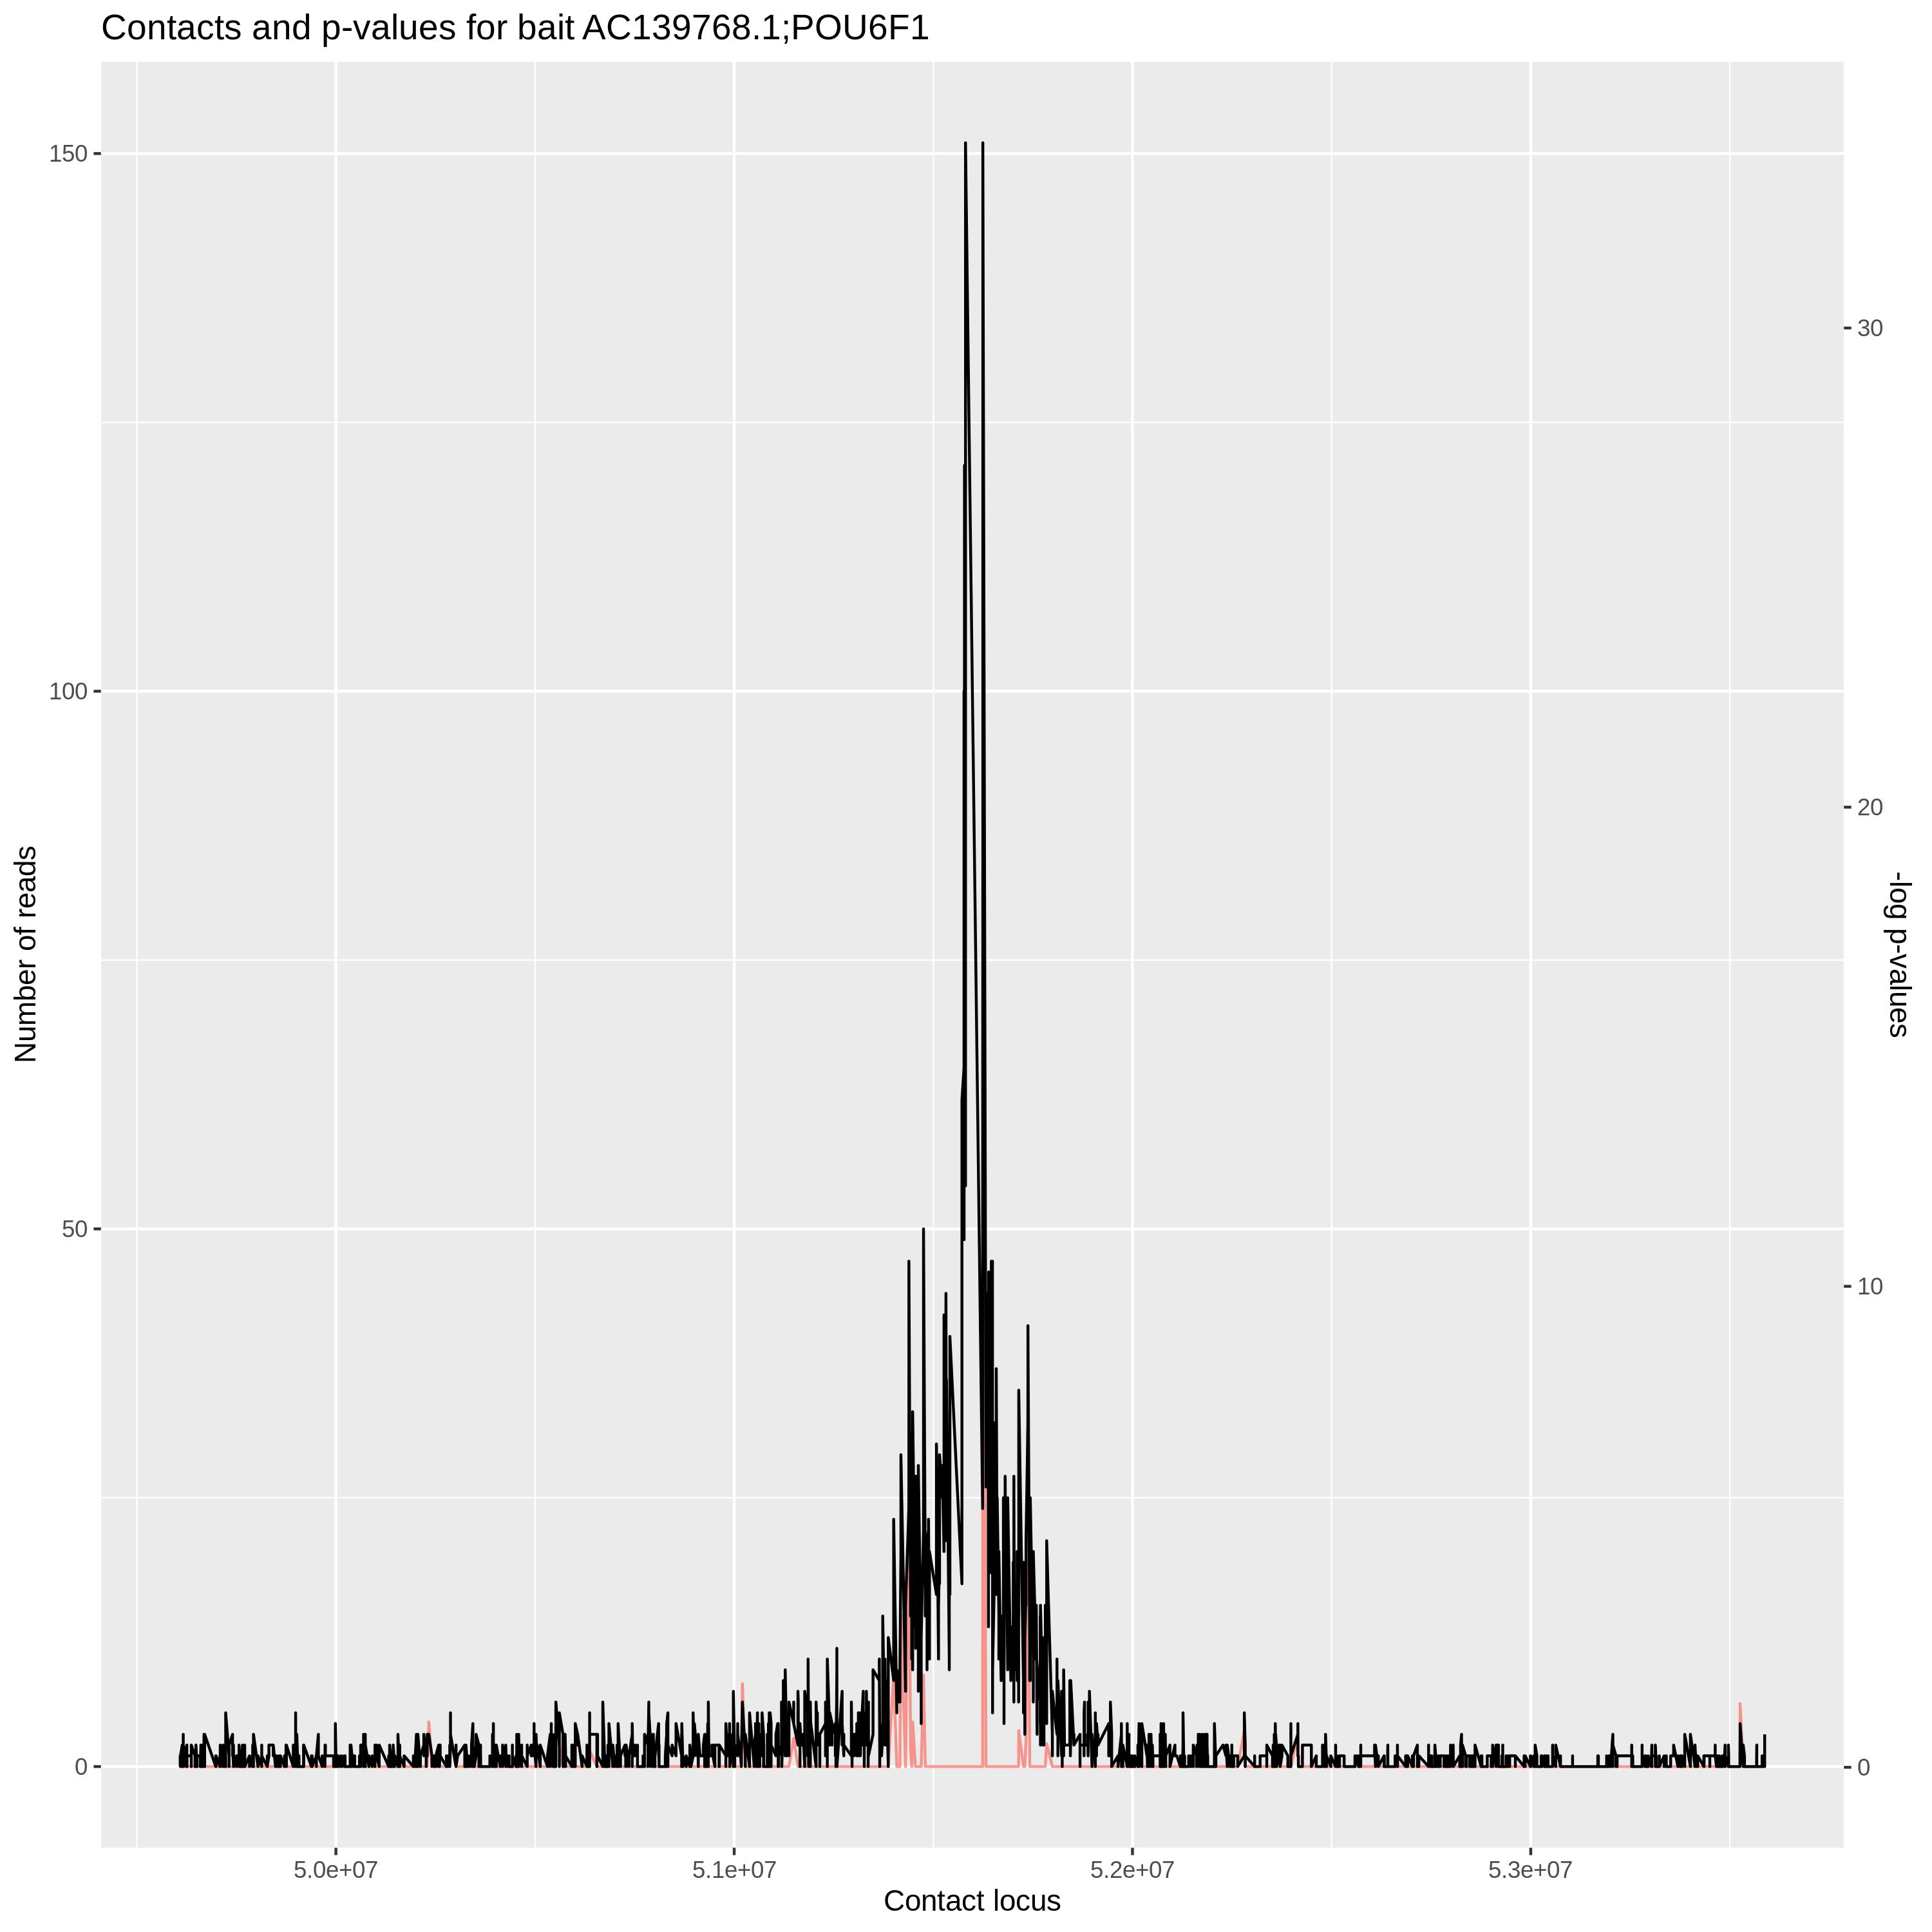 Contacts and p-values for bait AC139768.1;POU6F1
150
100
50
0
Number of reads
30
20
10
0
-log p-values
5.0e+07 5.1e+07 5.2e+07 5.3e+07
Contact locus